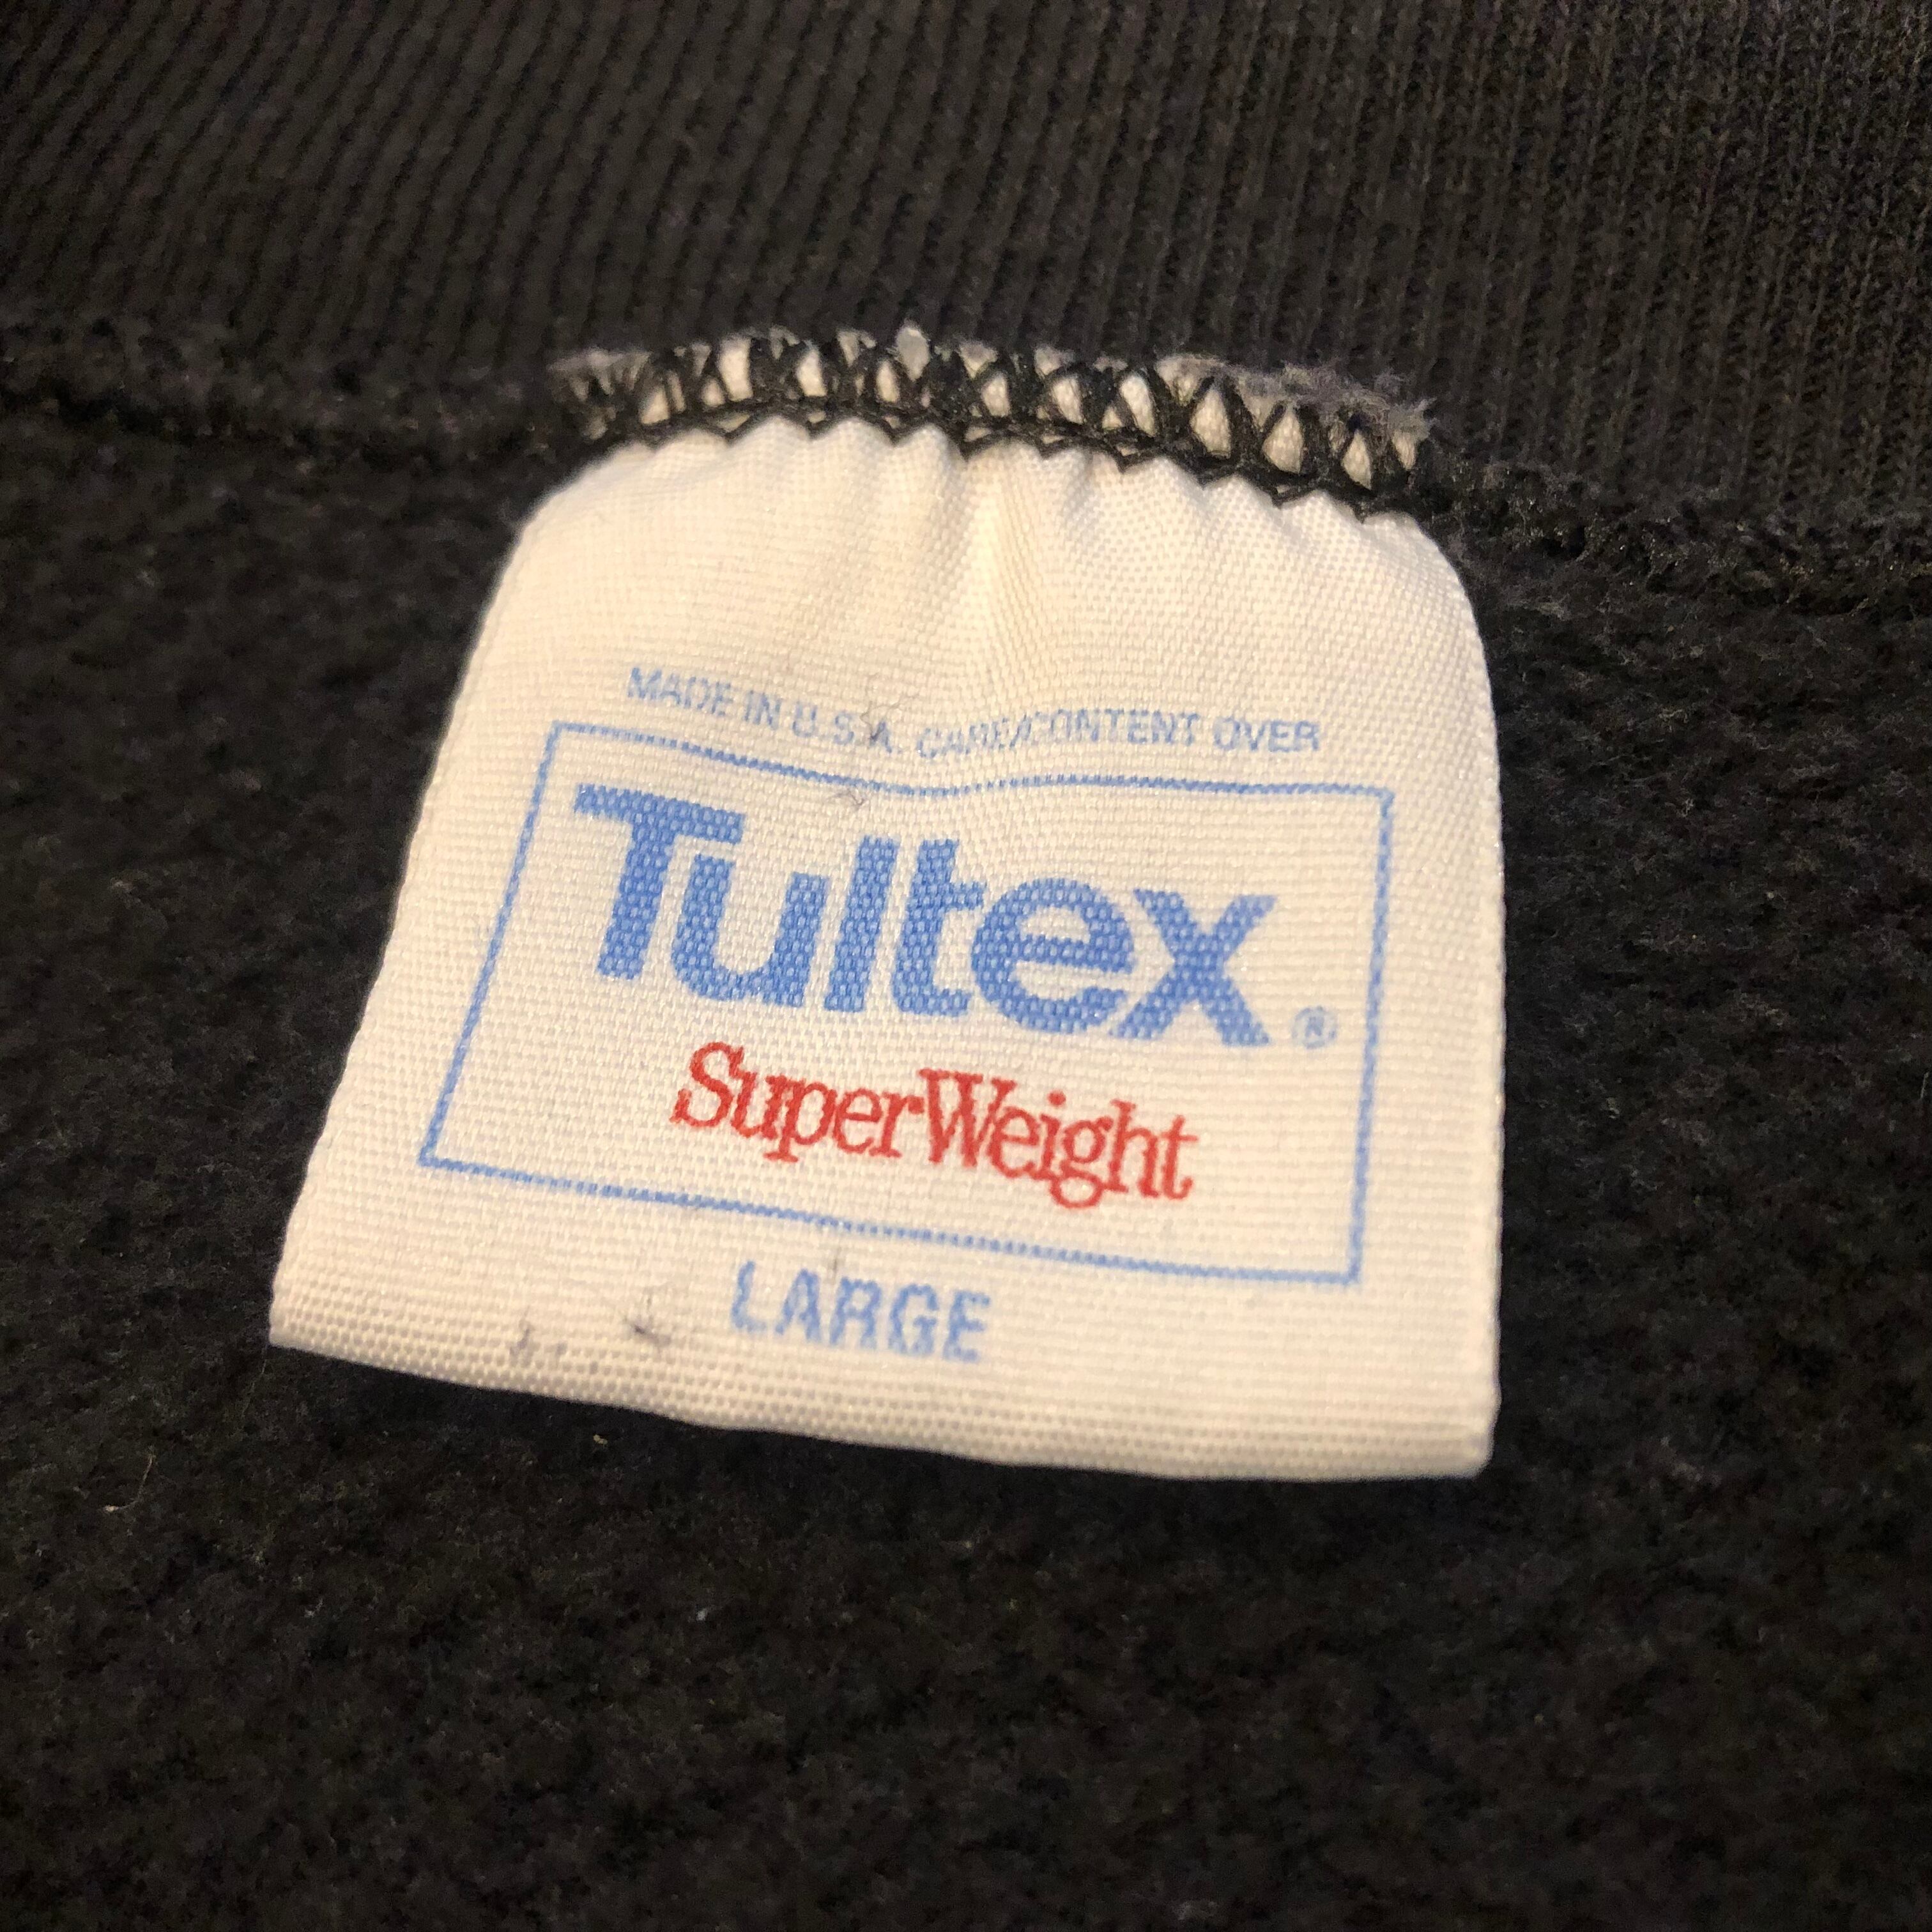 MADE IN U.S.A. CARE/CONTENT OVER
Tultex®
SuperWeight
LARGE